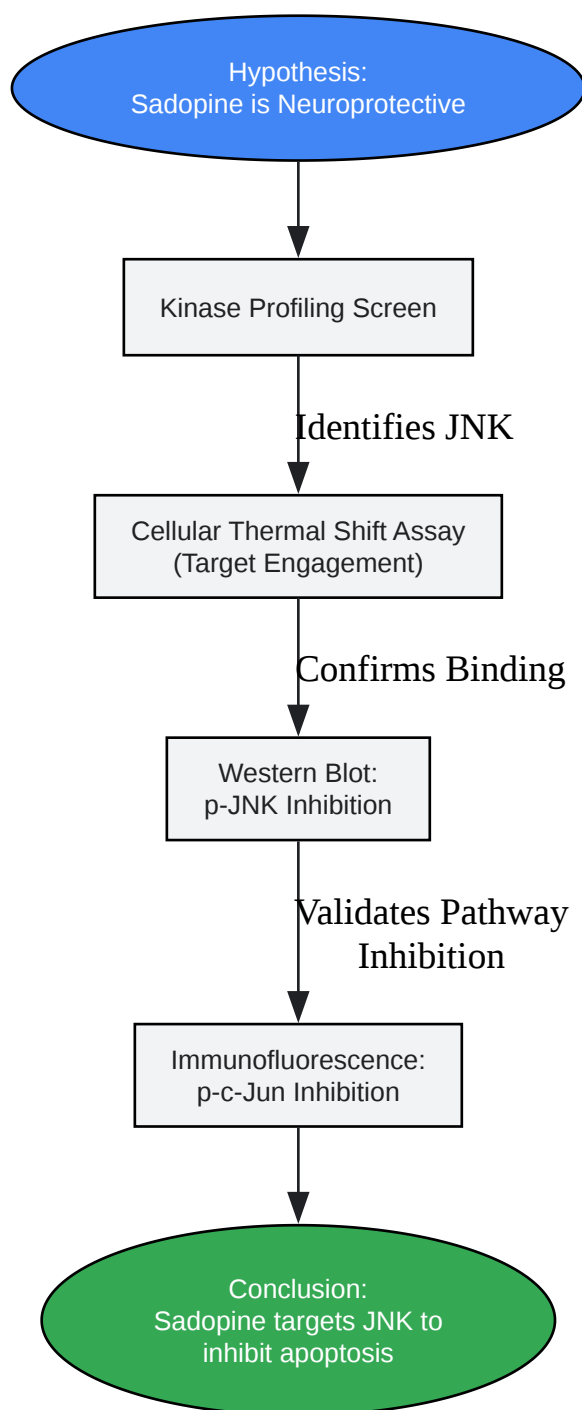 Hypothesis:
Sadopine is Neuroprotective
Kinase Profiling Screen
Identifies JNK
Cellular Thermal Shift Assay
(Target Engagement)
Confirms Binding
Western Blot:
p-JNK Inhibition
Validates Pathway
Inhibition
Immunofluorescence:
p-c-Jun Inhibition
Conclusion:
Sadopine targets JNK to
inhibit apoptosis